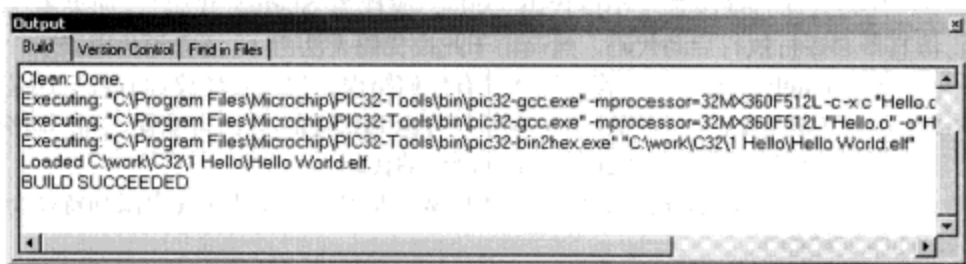 Output
Build Version Control Find in Files
Clean: Done.
Executing: "C:\Program Files\Microchip\PIC32-Tools\bin\pic32-gcc.exe" -mprocessor=32MX360F512L -c -x c "Hello.c
Executing: "C:\Program Files\Microchip\PIC32-Tools\bin\pic32-gcc.exe" -mprocessor=32MX360F512L "Hello.o" -o"H
Executing: "C:\Program Files\Microchip\PIC32-Tools\bin\pic32-bin2hex.exe" "C:\work\C32\1 Hello\Hello World.elf"
Loaded C:\work\C32\1 Hello\Hello World.elf.
BUILD SUCCEEDED